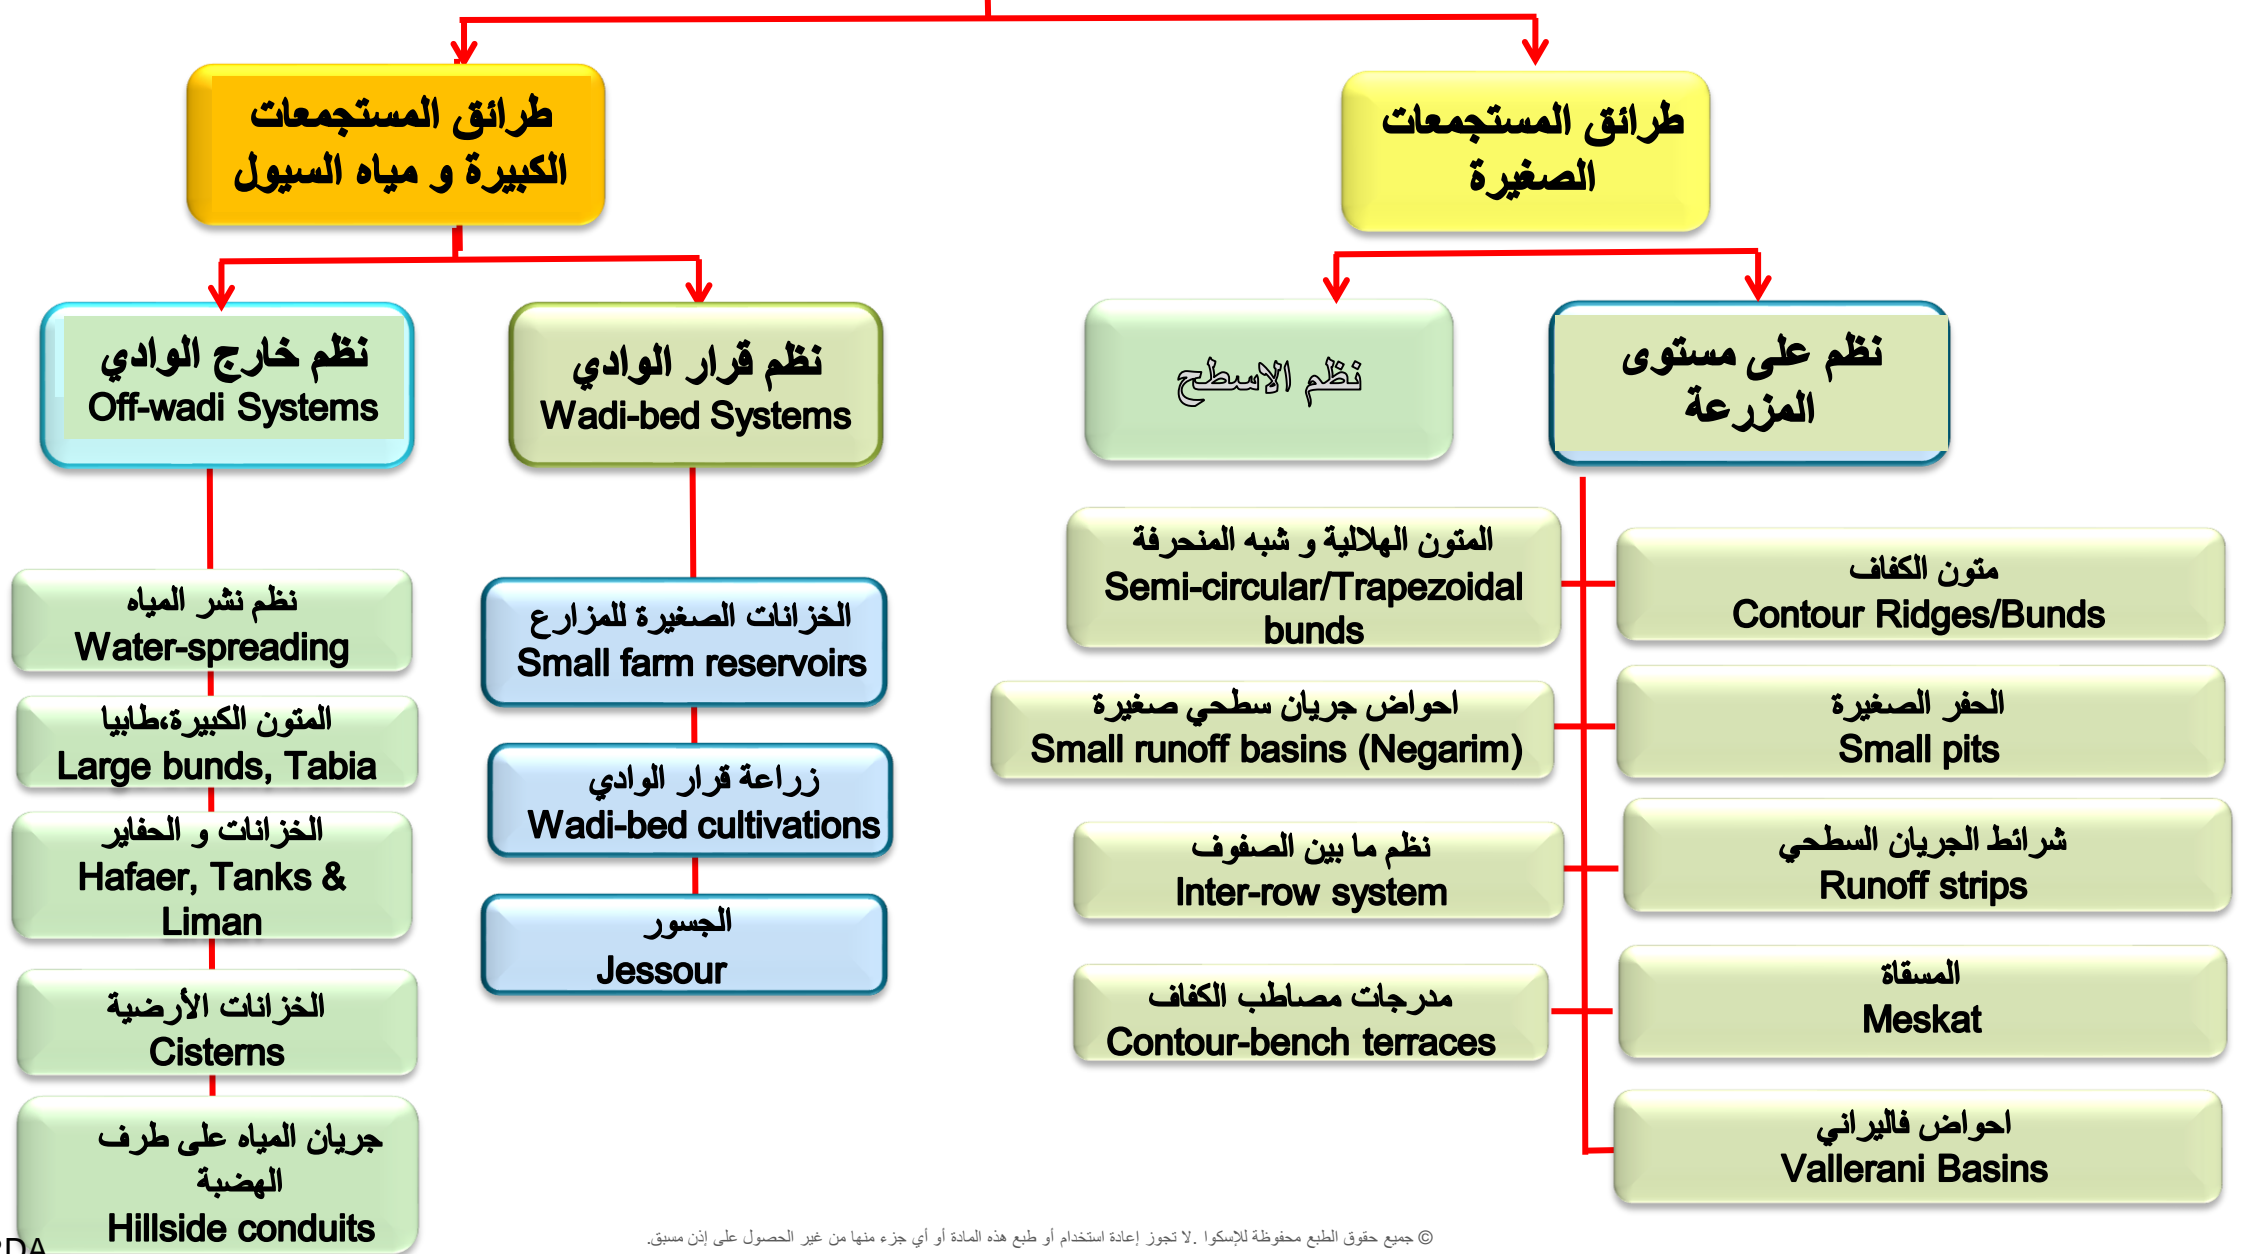 طرائق المستجمعات
الصغيرة
طرائق المستجمعات
الكبيرة و مياه السيول
نظم على مستوى
المزرعة
نظم الاسطح
نظم قرار الوادي
Wadi-bed Systems
نظم خارج الوادي
Off-wadi Systems
متون الكفاف
Contour Ridges/Bunds
الحفر الصغيرة
Small pits
شرائط الجريان السطحي
Runoff strips
المسقاة
Meskat
احواض فاليراني
Vallerani Basins
المتون الهلالية و شبه المنحرفة
Semi-circular/Trapezoidal
bunds
احواض جريان سطحي صغيرة
Small runoff basins (Negarim)
نظم ما بين الصفوف
Inter-row system
مدرجات مصاطب الكفاف
Contour-bench terraces
الخزانات الصغيرة للمزارع
Small farm reservoirs
زراعة قرار الوادي
Wadi-bed cultivations
الجسور
Jessour
نظم نشر المياه
Water-spreading
المتون الكبيرة،طابيا
Large bunds, Tabia
الخزانات و الحفاير
Hafaer, Tanks &
Liman
الخزانات الأرضية
Cisterns
جريان المياه على طرف
الهضبة
Hillside conduits
© جميع حقوق الطبع محفوظة للإسكوا .لا تجوز إعادة استخدام أو طبع هذه المادة أو أي جزء منها من غير الحصول على إذن مسبق.